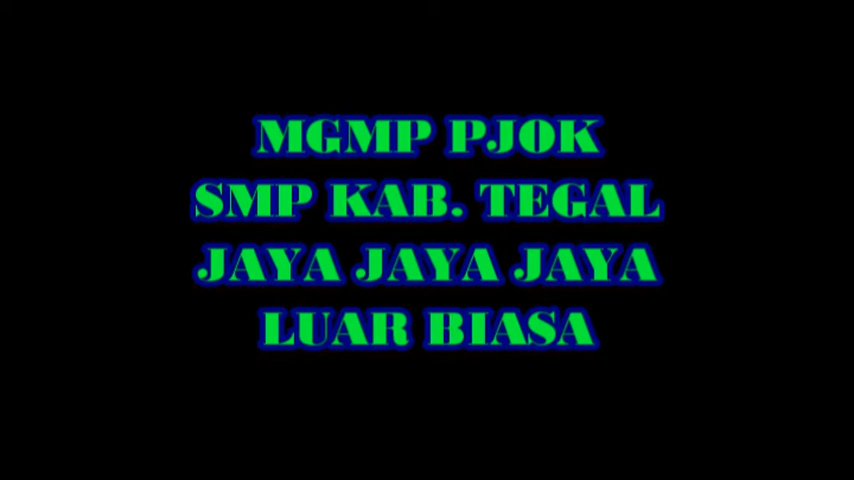 MGMP PJOK
SMP KAB. TEGAL
JAYA JAYA JAYA
LUAR BIASA